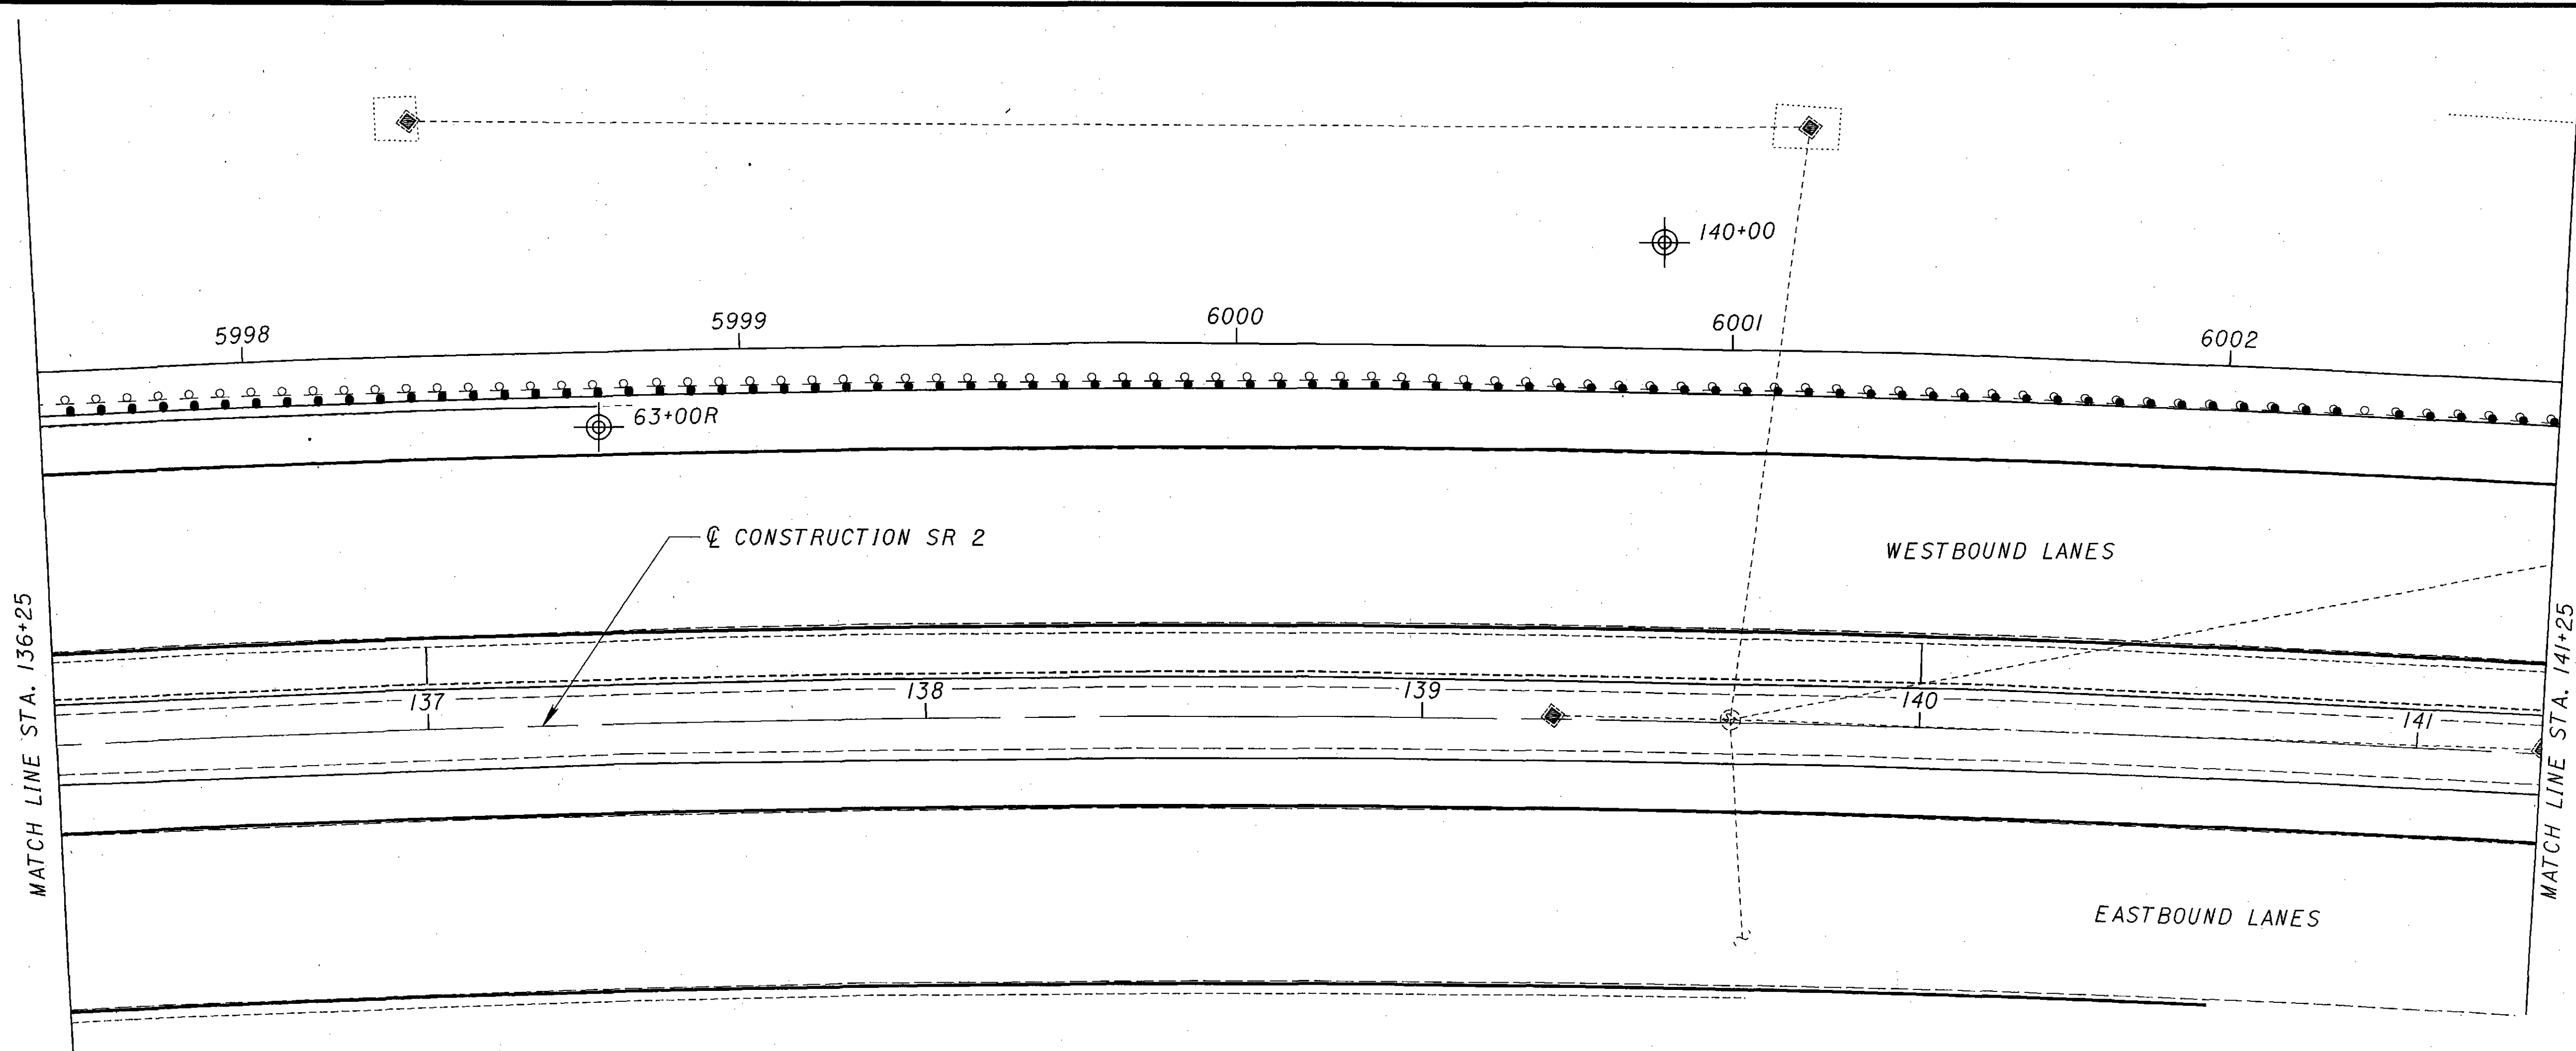 140+00
5998
5999
6000
6001
6002
63+00R
℄ CONSTRUCTION SR 2
WESTBOUND LANES
MATCH LINE STA. 136+25
MATCH LINE STA. 141+25
137
138
139
140
141
EASTBOUND LANES